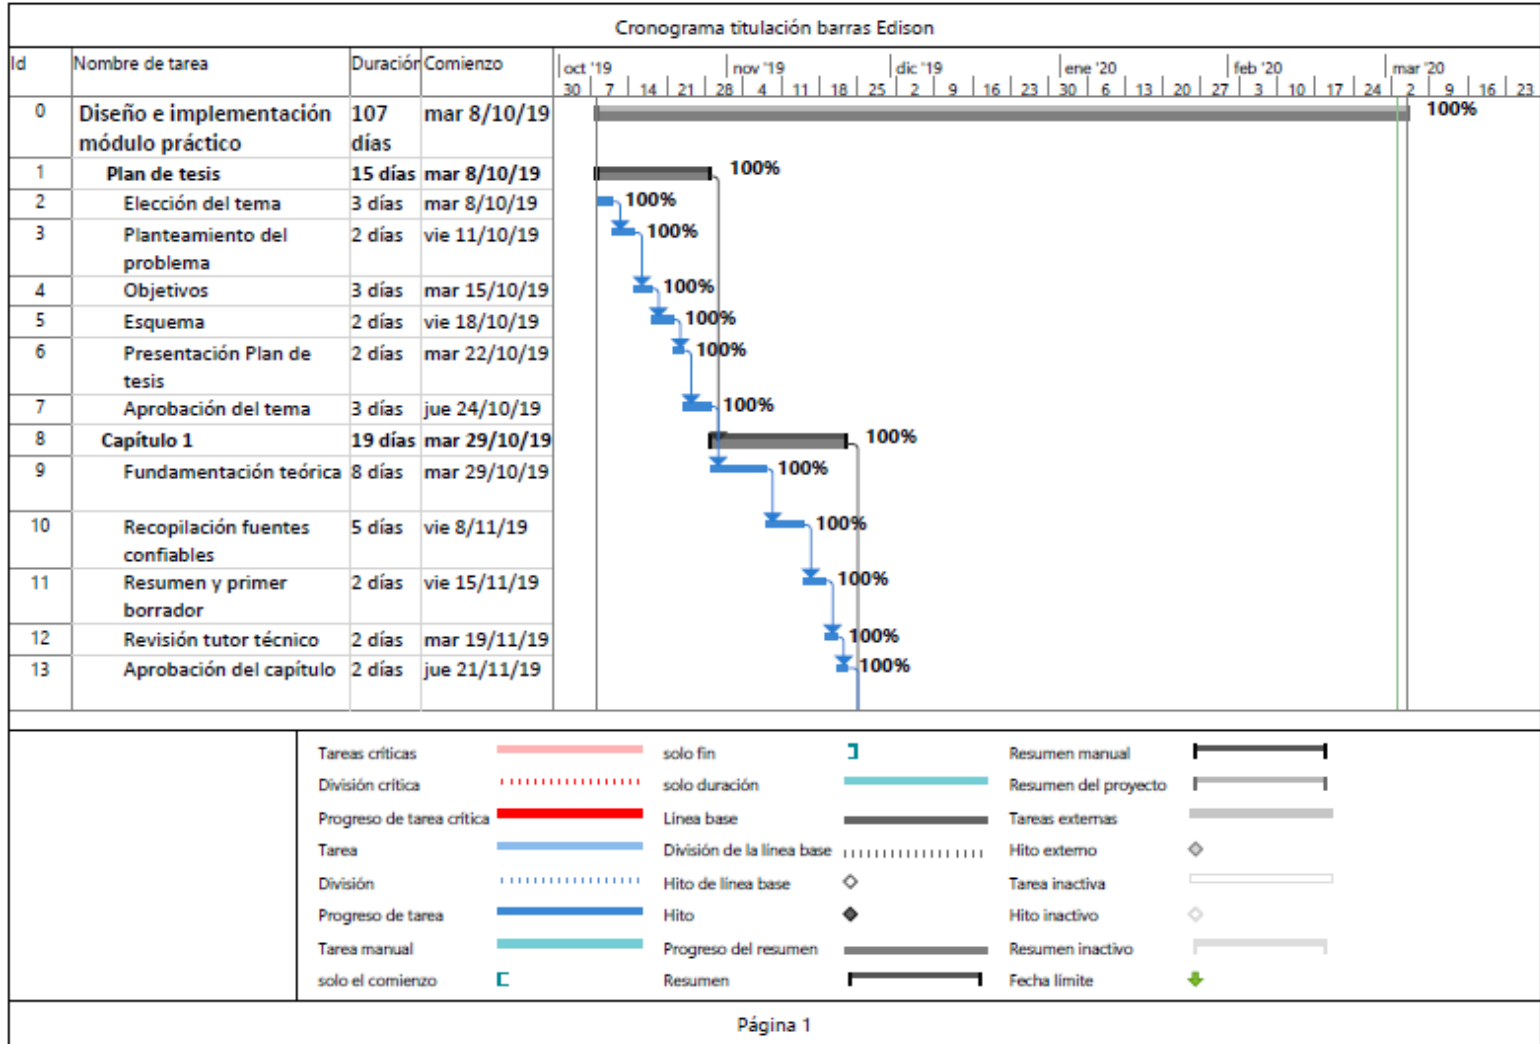 Cronograma titulación barras Edison
Id Nombre de tarea Duración Comienzo oct '19 nov '19 dic '19 ene '20 feb '20 mar '20
30 7 14 21 28 4 11 18 25 2 9 16 23 30 6 13 20 27 3 10 17 24 2 9 16 23
0 Diseño e implementación 107 mar 8/10/19 100%
módulo práctico días
1 Plan de tesis 15 días mar 8/10/19 100%
2 Elección del tema 3 días mar 8/10/19 100%
3 Planteamiento del 2 días vie 11/10/19 100%
problema
4 Objetivos 3 días mar 15/10/19 100%
5 Esquema 2 días vie 18/10/19 100%
6 Presentación Plan de 2 días mar 22/10/19 100%
tesis
7 Aprobación del tema 3 días jue 24/10/19 100%
8 Capítulo 1 19 días mar 29/10/19 100%
9 Fundamentación teórica 8 días mar 29/10/19 100%
10 Recopilación fuentes 5 días vie 8/11/19 100%
confiables
11 Resumen y primer 2 días vie 15/11/19 100%
borrador
12 Revisión tutor técnico 2 días mar 19/11/19 100%
13 Aprobación del capítulo 2 días jue 21/11/19 100%
Tareas críticas solo fin Resumen manual
División crítica solo duración Resumen del proyecto
Progreso de tarea crítica Línea base Tareas externas
Tarea División de la línea base Hito externo
División Hito de línea base Tarea inactiva
Progreso de tarea Hito Hito inactivo
Tarea manual Progreso del resumen Resumen inactivo
solo el comienzo Resumen Fecha límite
Página 1